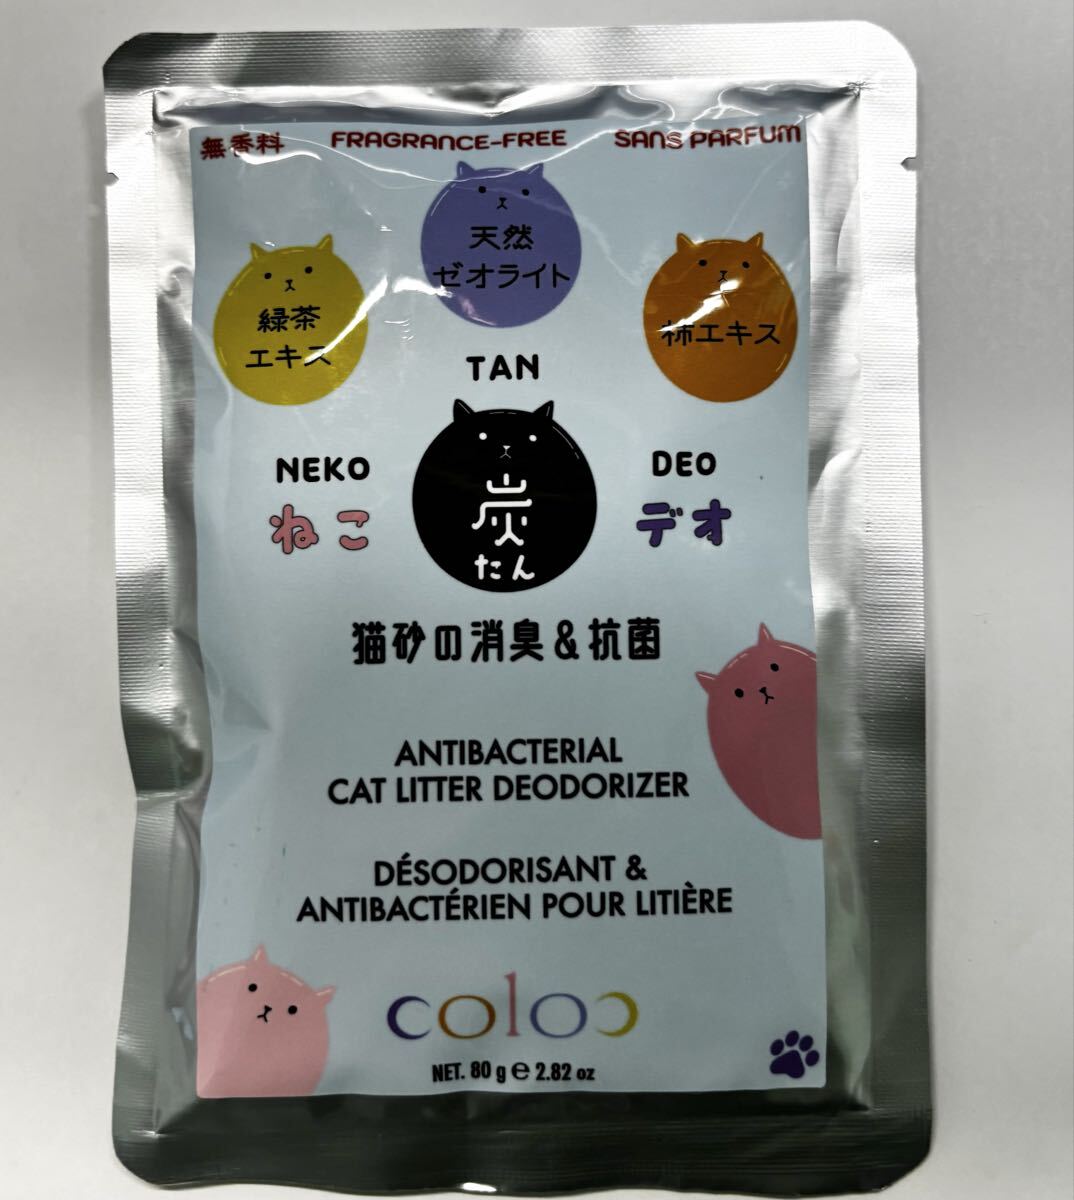 無香料 FRAGRANCE-FREE SANS PARFUM
天然
ゼオライト
緑茶
エキス
柿エキス
TAN
NEKO
ねこ
炭
たん
DEO
デオ
猫砂の消臭&抗菌
ANTIBACTERIAL
CAT LITTER DEODORIZER
DÉSODORISANT &
ANTIBACTÉRIEN POUR LITIÈRE
coloc
NET. 80 g ℮ 2.82 oz